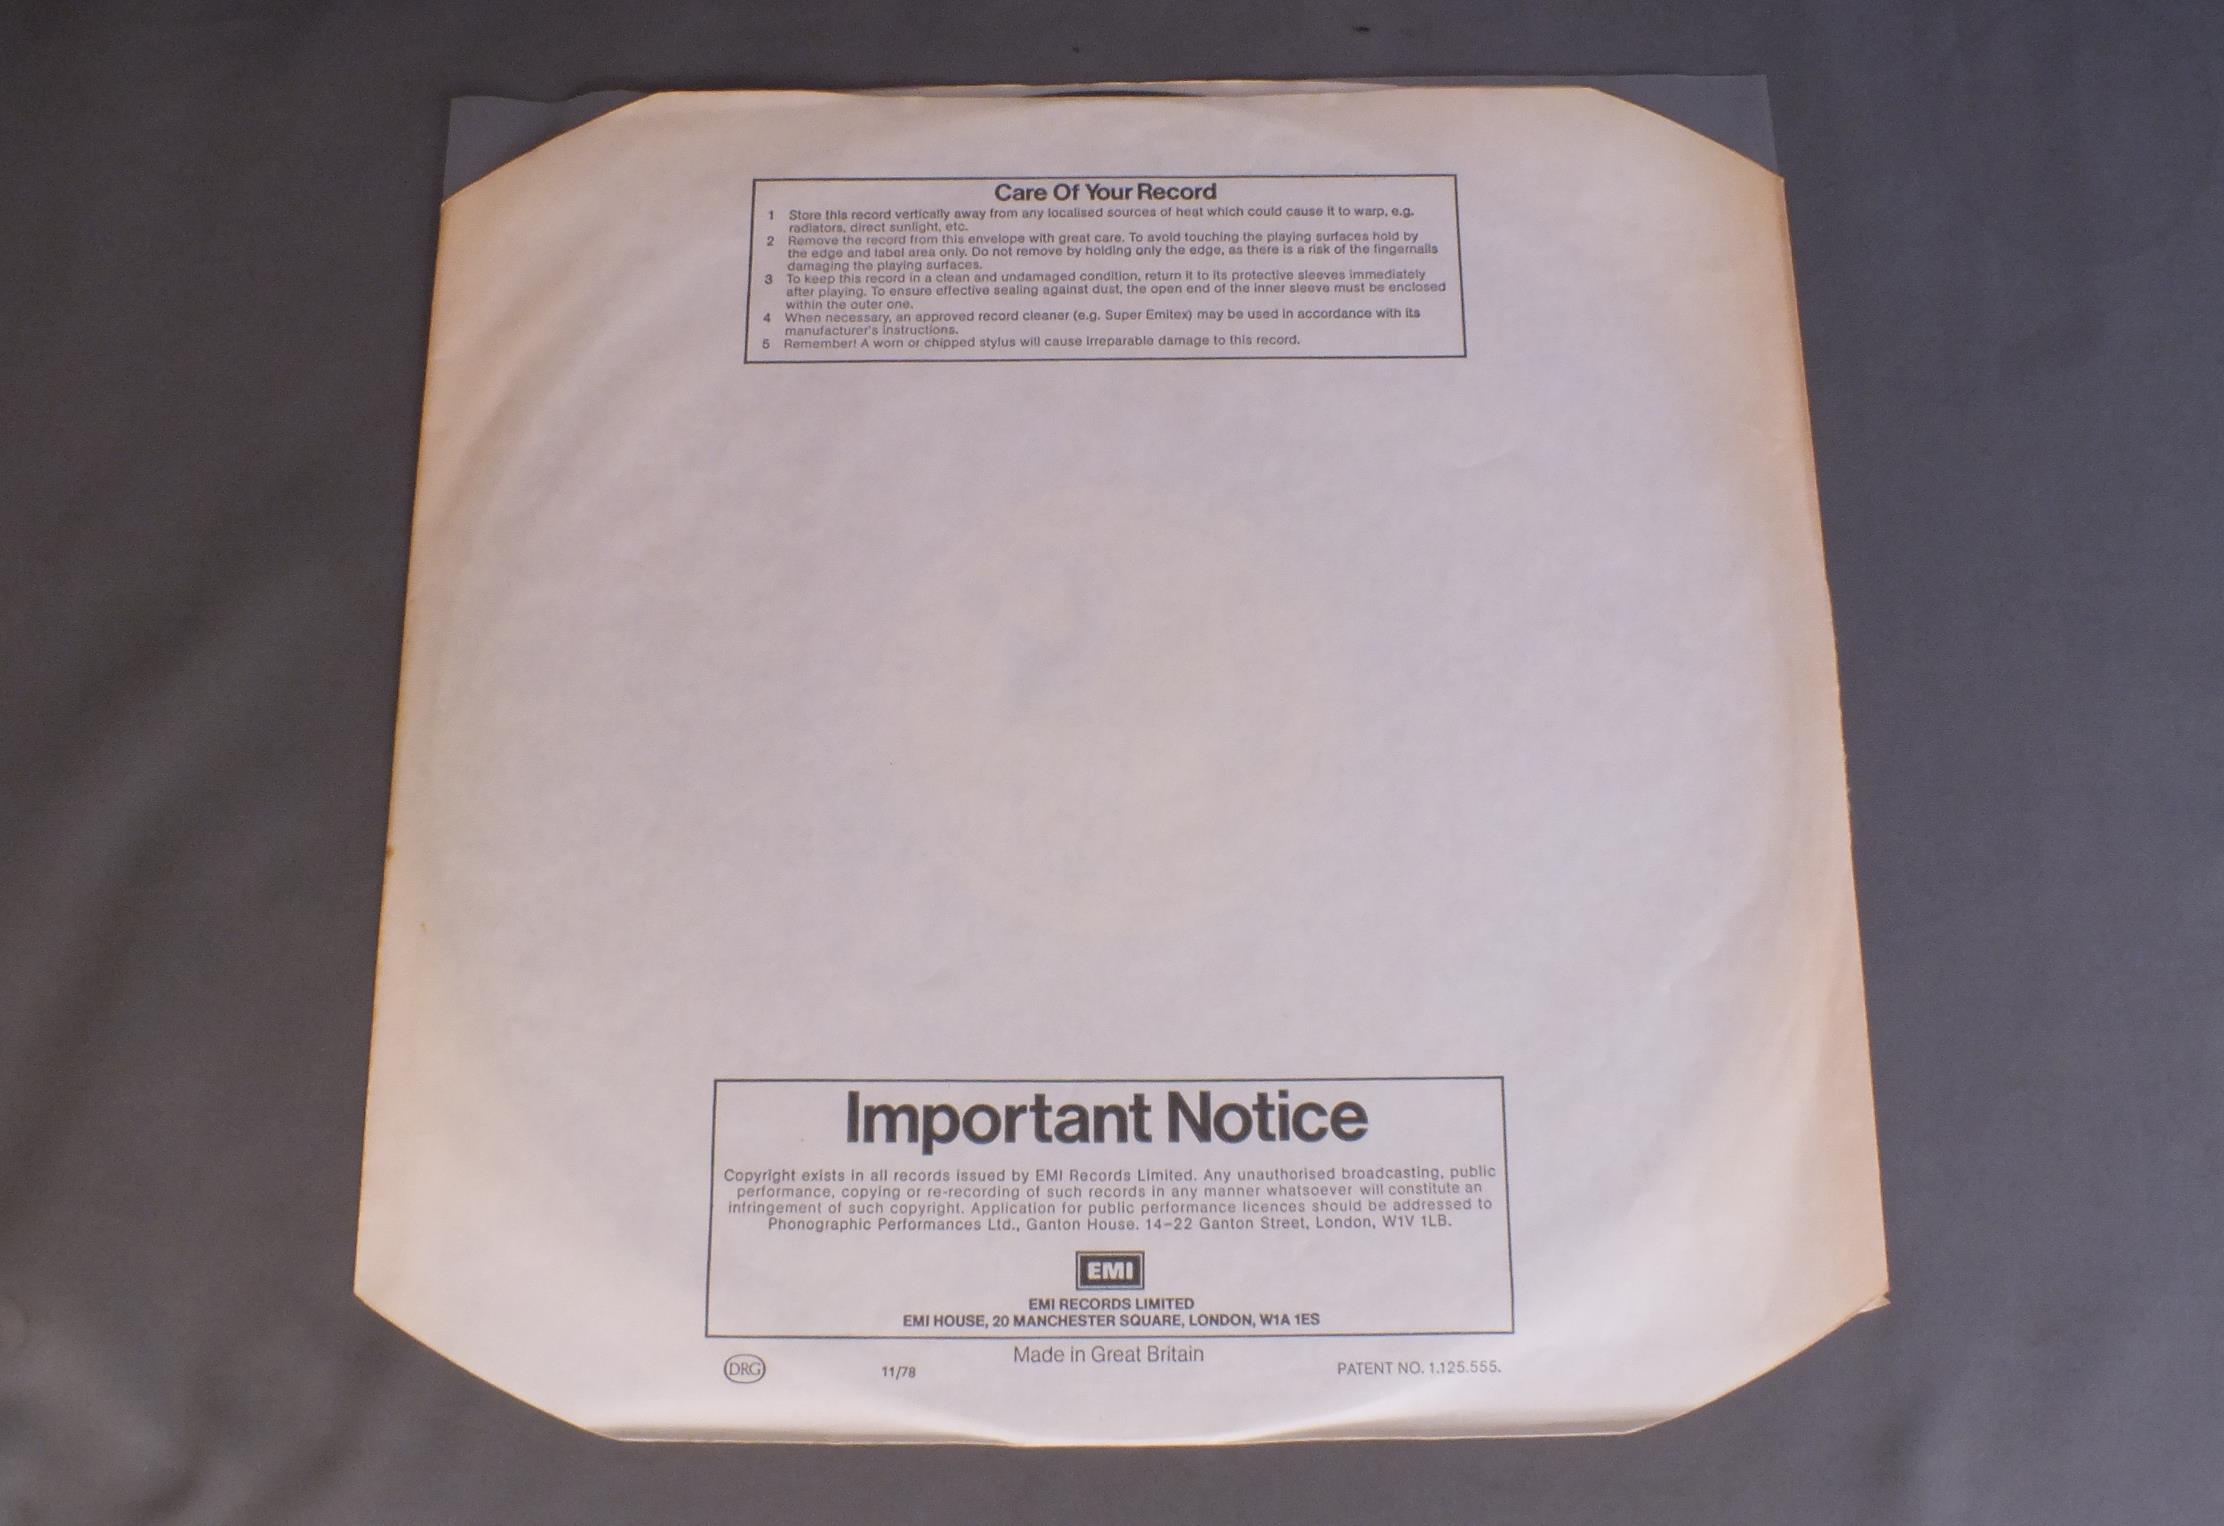 Care Of Your Record
1 Store this record vertically away from any localised sources of heat which could cause it to warp, e.g.
radiators, direct sunlight, etc.
2 Remove the record from this envelope with great care. To avoid touching the playing surfaces hold by
the edge and label area only. Do not remove by holding only the edge, as there is a risk of the fingernails
damaging the playing surfaces.
3 To keep this record in a clean and undamaged condition, return it to its protective sleeves immediately
after playing. To ensure effective sealing against dust, the open end of the inner sleeve must be enclosed
within the outer one.
4 When necessary, an approved record cleaner (e.g. Super Emitex) may be used in accordance with its
manufacturer's instructions.
5 Remember! A worn or chipped stylus will cause irreparable damage to this record.
Important Notice
Copyright exists in all records issued by EMI Records Limited. Any unauthorised broadcasting, public
performance, copying or re-recording of such records in any manner whatsoever will constitute an
infringement of such copyright. Application for public performance licences should be addressed to
Phonographic Performances Ltd., Ganton House. 14-22 Ganton Street, London, W1V 1LB.
EMI
EMI RECORDS LIMITED
EMI HOUSE, 20 MANCHESTER SQUARE, LONDON, W1A 1ES
Made in Great Britain
DRG 11/78 PATENT NO. 1.125.555.